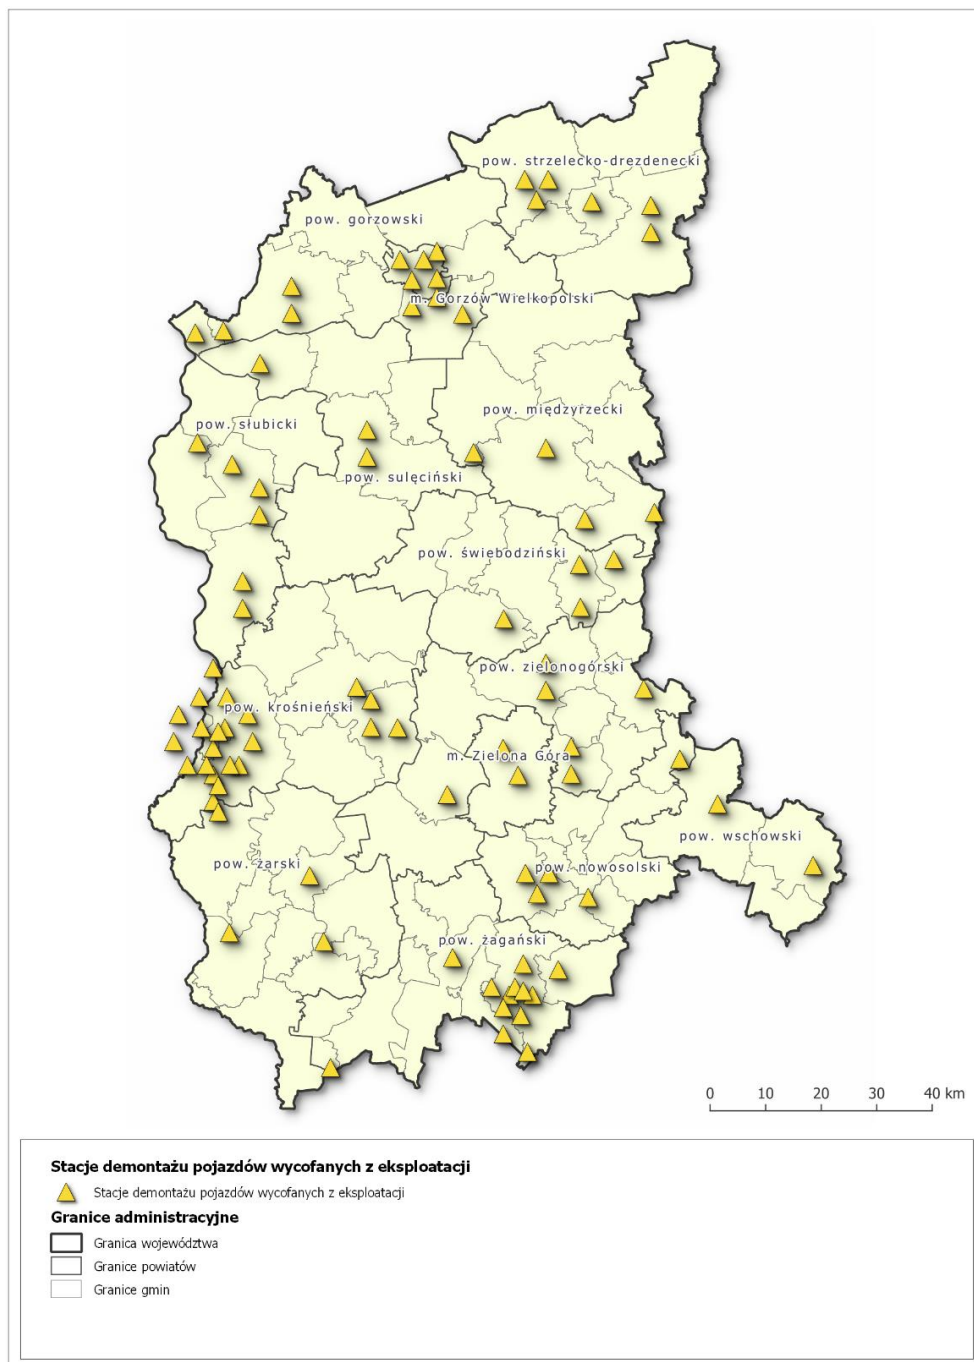 pow. strzelecko-drezdenecki
pow. gorzowski
m. Gorzów Wielkopolski
pow. międzyrzecki
pow. słubicki
pow. sulęciński
pow. świebodziński
pow. zielonogórski
pow. krośnieński
m. Zielona Góra
pow. wschowski
pow. żarski
pow. nowosolski
pow. żagański
0 10 20 30 40 km
Stacje demontażu pojazdów wycofanych z eksploatacji
Stacje demontażu pojazdów wycofanych z eksploatacji
Granice administracyjne
Granica województwa
Granice powiatów
Granice gmin